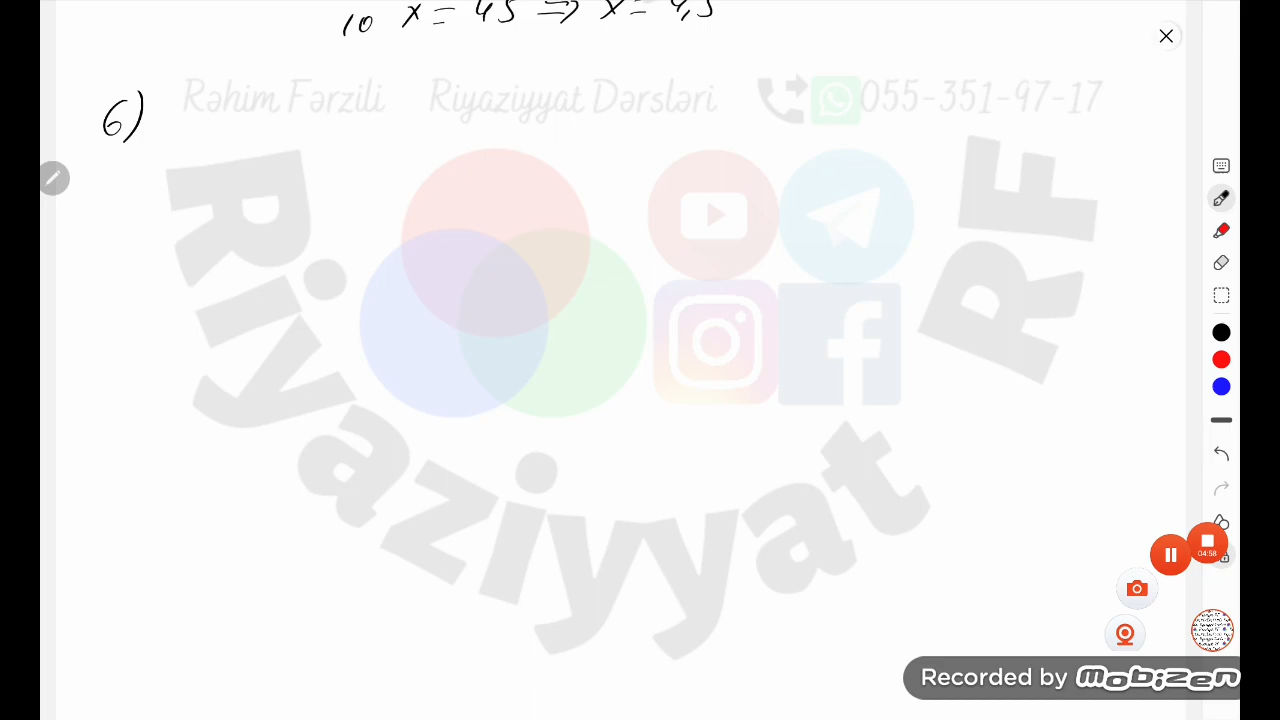 10 x = 45 => x = 4,5
Rəhim Fərzili Riyaziyyat Dərsləri 055-351-97-17
6)
Riyaziyyat RF
04:58
Recorded by mobizen